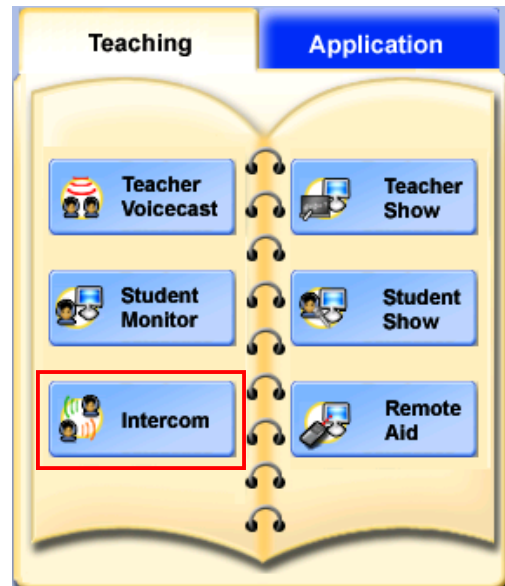 Teaching
Application
Teacher
Voicecast
Teacher
Show
Student
Monitor
Student
Show
Intercom
Remote
Aid